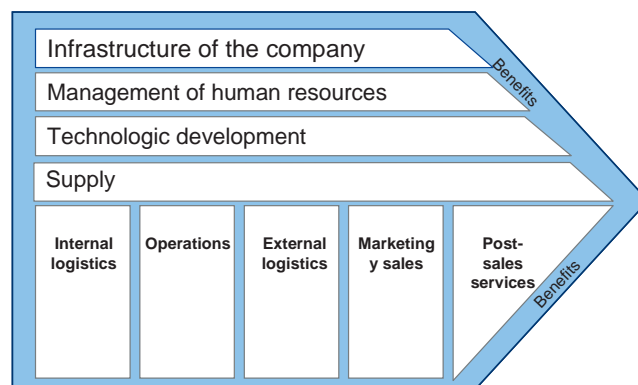 Infrastructure of the company
Management of human resources
Technologic development
Supply
Benefits
Internal
logistics
Operations
External
logistics
Marketing
y sales
Post-
sales
services
Benefits